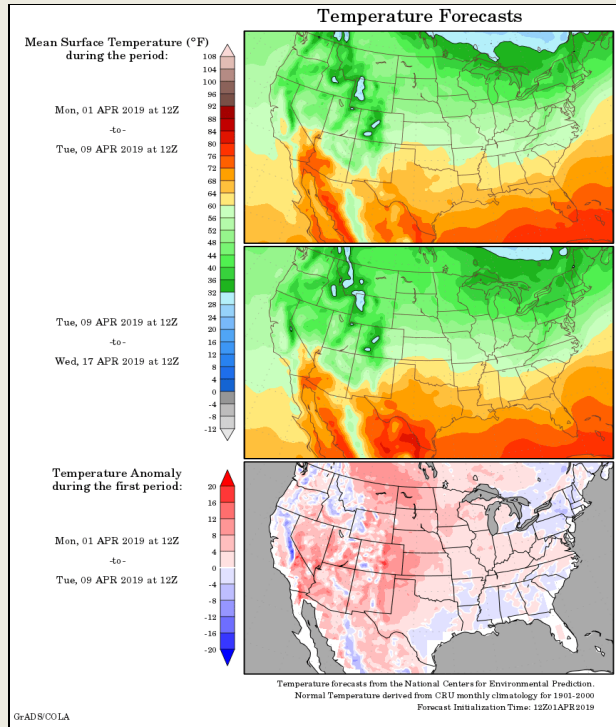 Temperature Forecasts
Mean Surface Temperature (°F)
during the period:
Mon, 01 APR 2019 at 12Z
-to-
Tue, 09 APR 2019 at 12Z
108
104
100
96
92
88
84
80
76
72
68
64
60
56
52
48
44
40
36
32
28
24
20
16
12
8
4
0
-4
-8
-12
Tue, 09 APR 2019 at 12Z
-to-
Wed, 17 APR 2019 at 12Z
Temperature Anomaly
during the first period:
Mon, 01 APR 2019 at 12Z
-to-
Tue, 09 APR 2019 at 12Z
20
16
12
8
4
0
-4
-8
-12
-16
-20
Temperature forecasts from the National Centers for Environmental Prediction.
Normal Temperature derived from CRU monthly climatology for 1901-2000
Forecast Initialization Time: 12Z01APR2019
GrADS/COLA